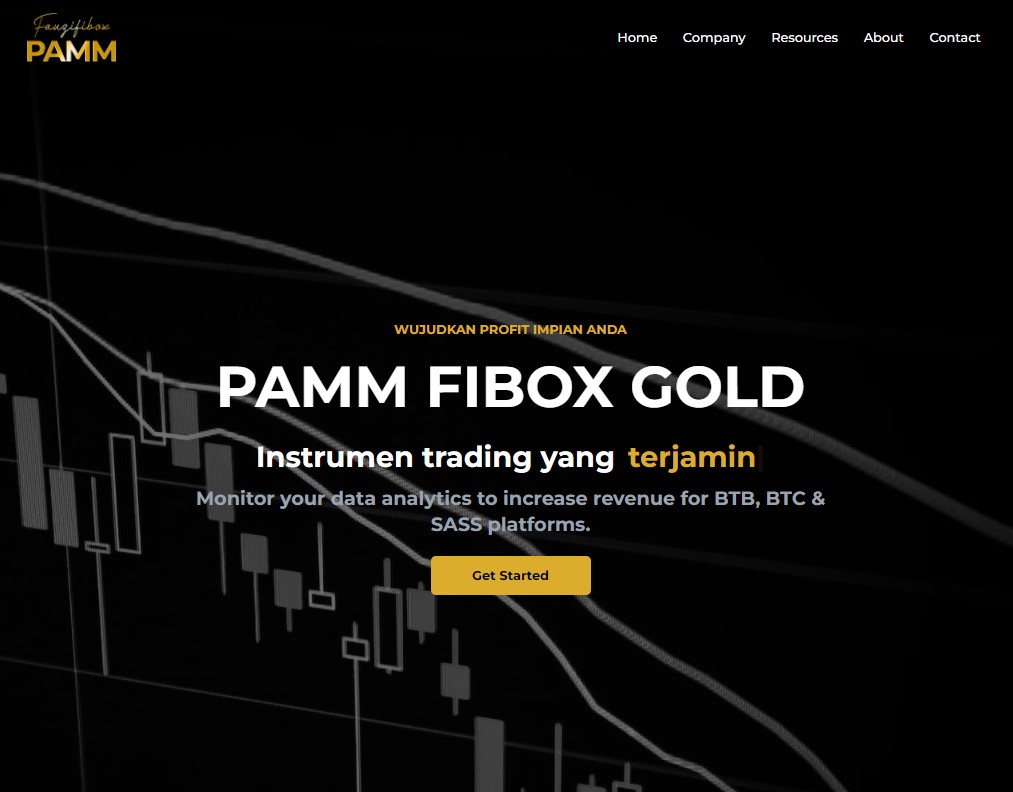 Fauzifibox
PAMM
Home Company Resources About Contact
WUJUDKAN PROFIT IMPIAN ANDA
PAMM FIBOX GOLD
Instrumen trading yang terjamin
Monitor your data analytics to increase revenue for BTB, BTC &
SASS platforms.
Get Started